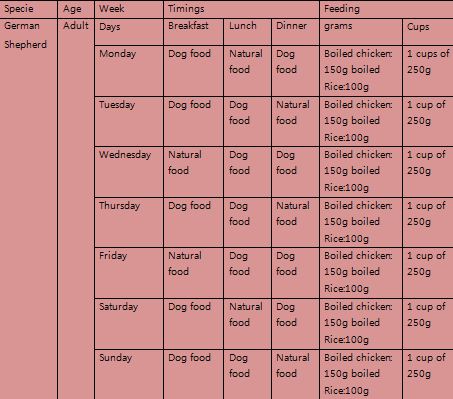 Specie Age Week Timings Feeding
German Adult Days Breakfast Lunch Dinner grams Cups
Shepherd
Monday Dog food Natural Dog Boiled chicken: 1 cups of
food food 150g boiled 250g
Rice:100g
Tuesday Dog food Dog Natural Boiled chicken: 1 cup of
food food 150g boiled 250g
Rice:100g
Wednesday Natural Dog Dog Boiled chicken: 1 cup of
food food food 150g boiled 250g
Rice:100g
Thursday Dog food Dog Natural Boiled chicken: 1 cup of
food food 150g boiled 250g
Rice:100g
Friday Natural Dog Dog Boiled chicken: 1 cup of
food food food 150g boiled 250g
Rice:100g
Saturday Dog food Natural Dog Boiled chicken: 1 cup of
food food 150g boiled 250g
Rice:100g
Sunday Dog food Dog Natural Boiled chicken: 1 cup of
food food 150g boiled 250g
Rice:100g